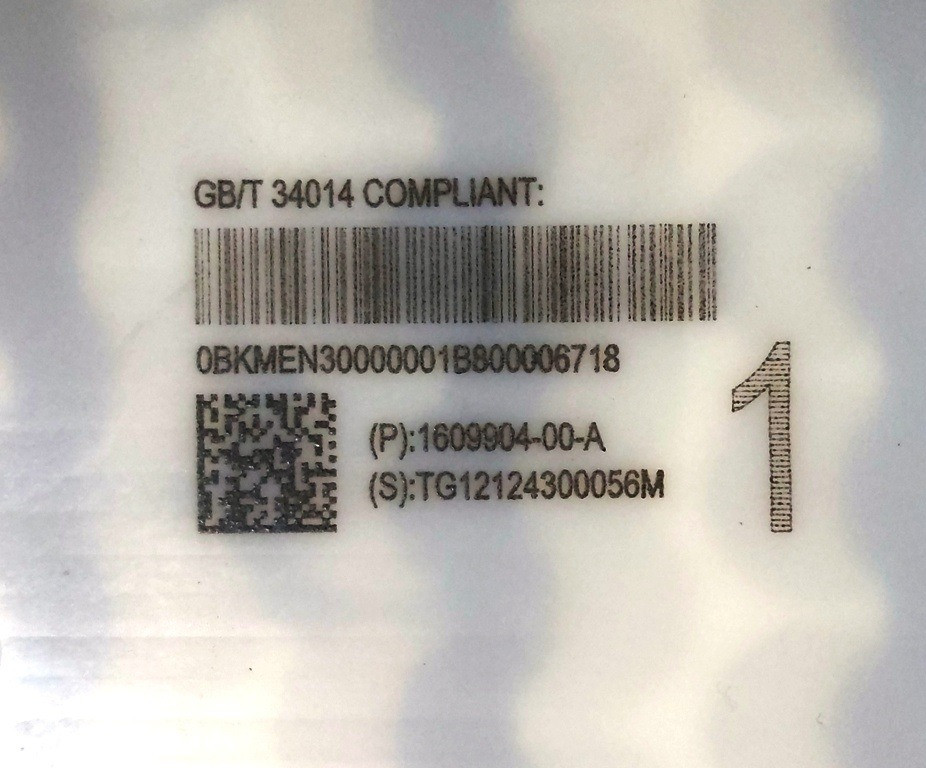 GB/T 34014 COMPLIANT:
0BKMEN30000001B800006718
(P):1609904-00-A
(S):TG12124300056M
1